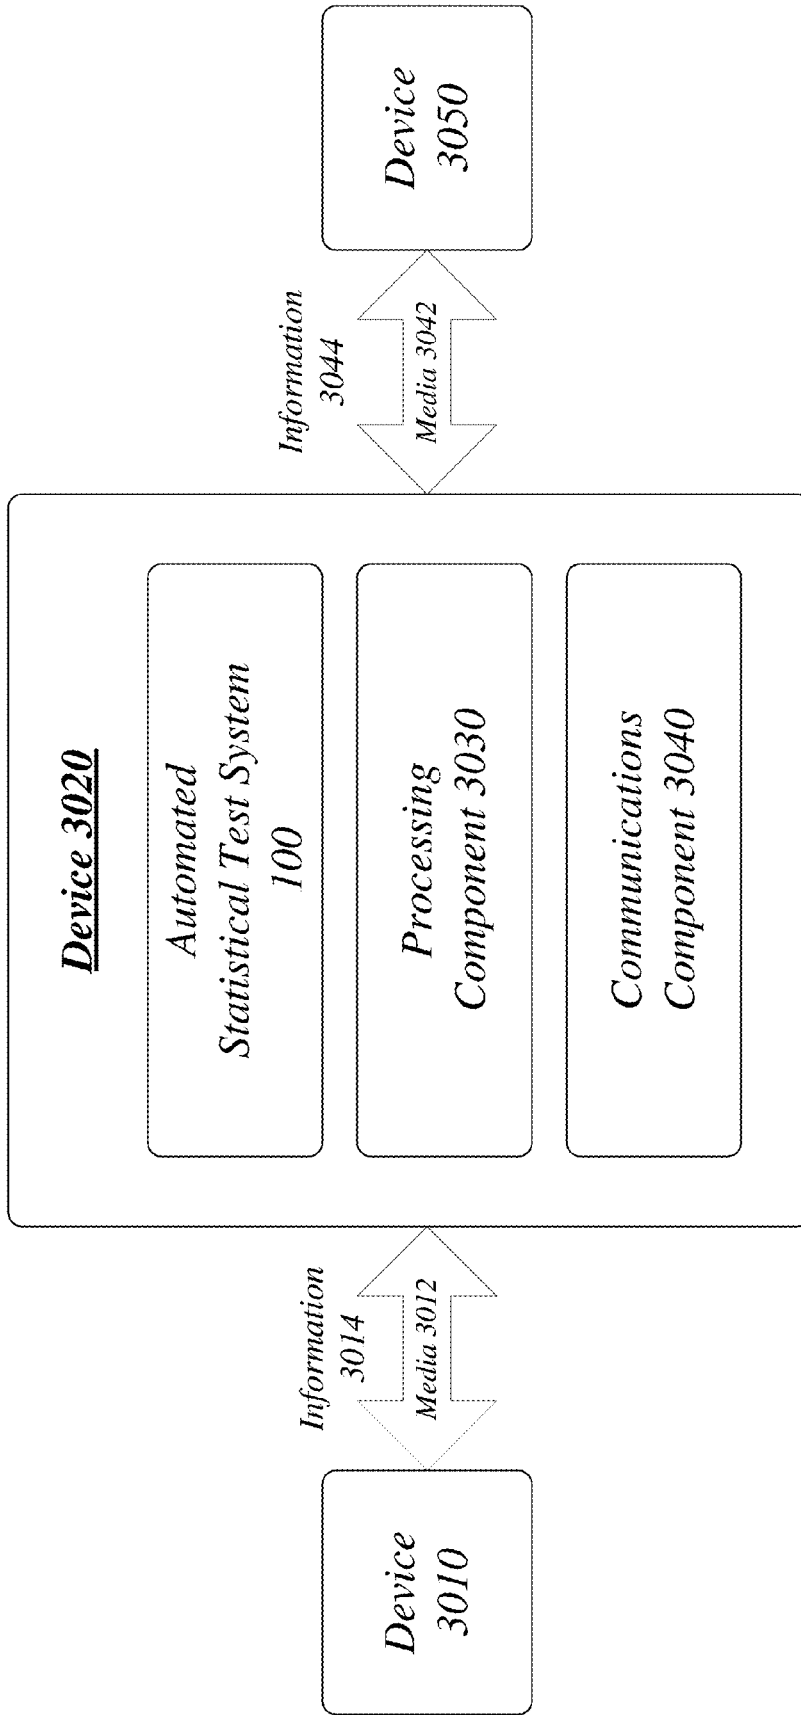 Device 3020
Automated
Statistical Test System
100
Processing
Component 3030
Communications
Component 3040
Device
3010
Information
3014
Media 3012
Information
3044
Media 3042
Device
3050